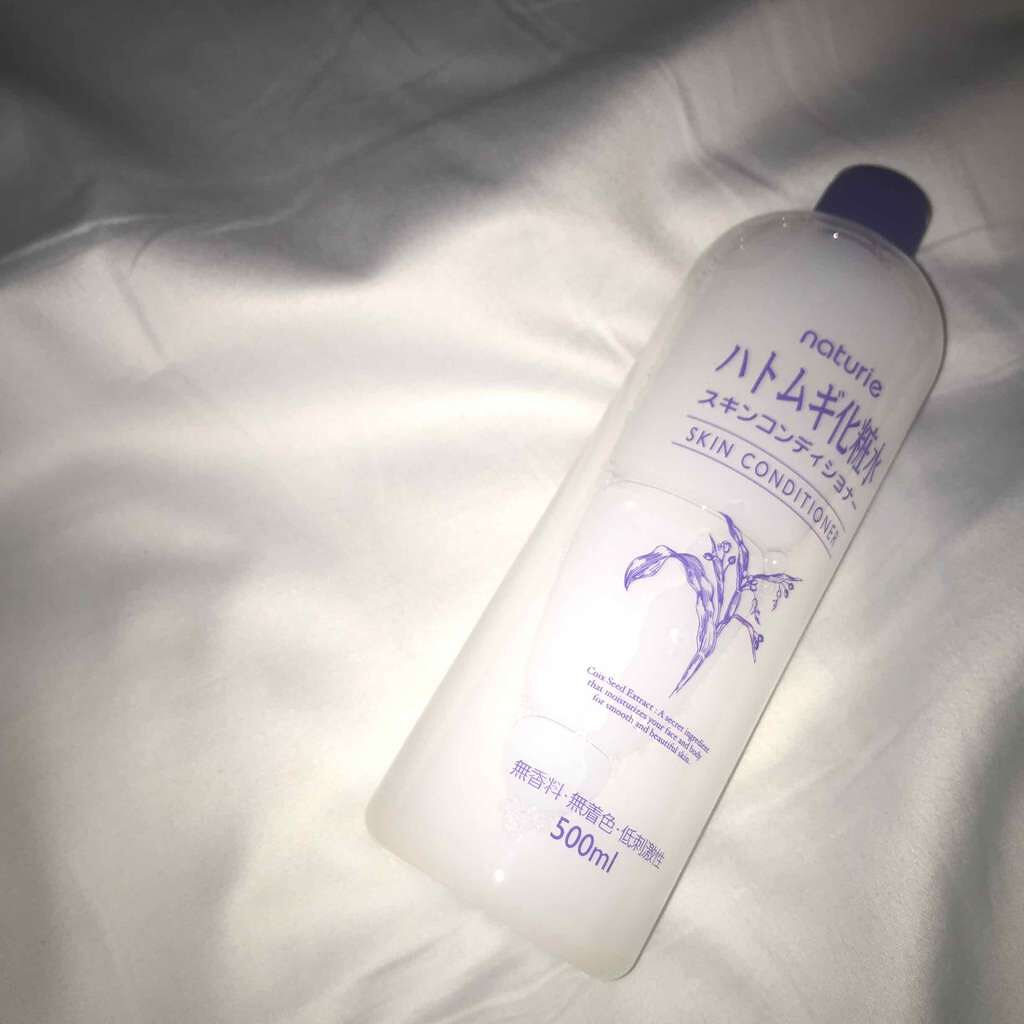 naturie
ハトムギ化粧水
スキンコンディショナー
SKIN CONDITIONER
Coix Seed Extract : A secret ingredient
that moisturizes your face and body
for smooth and beautiful skin.
無香料・無着色・低刺激性
500ml